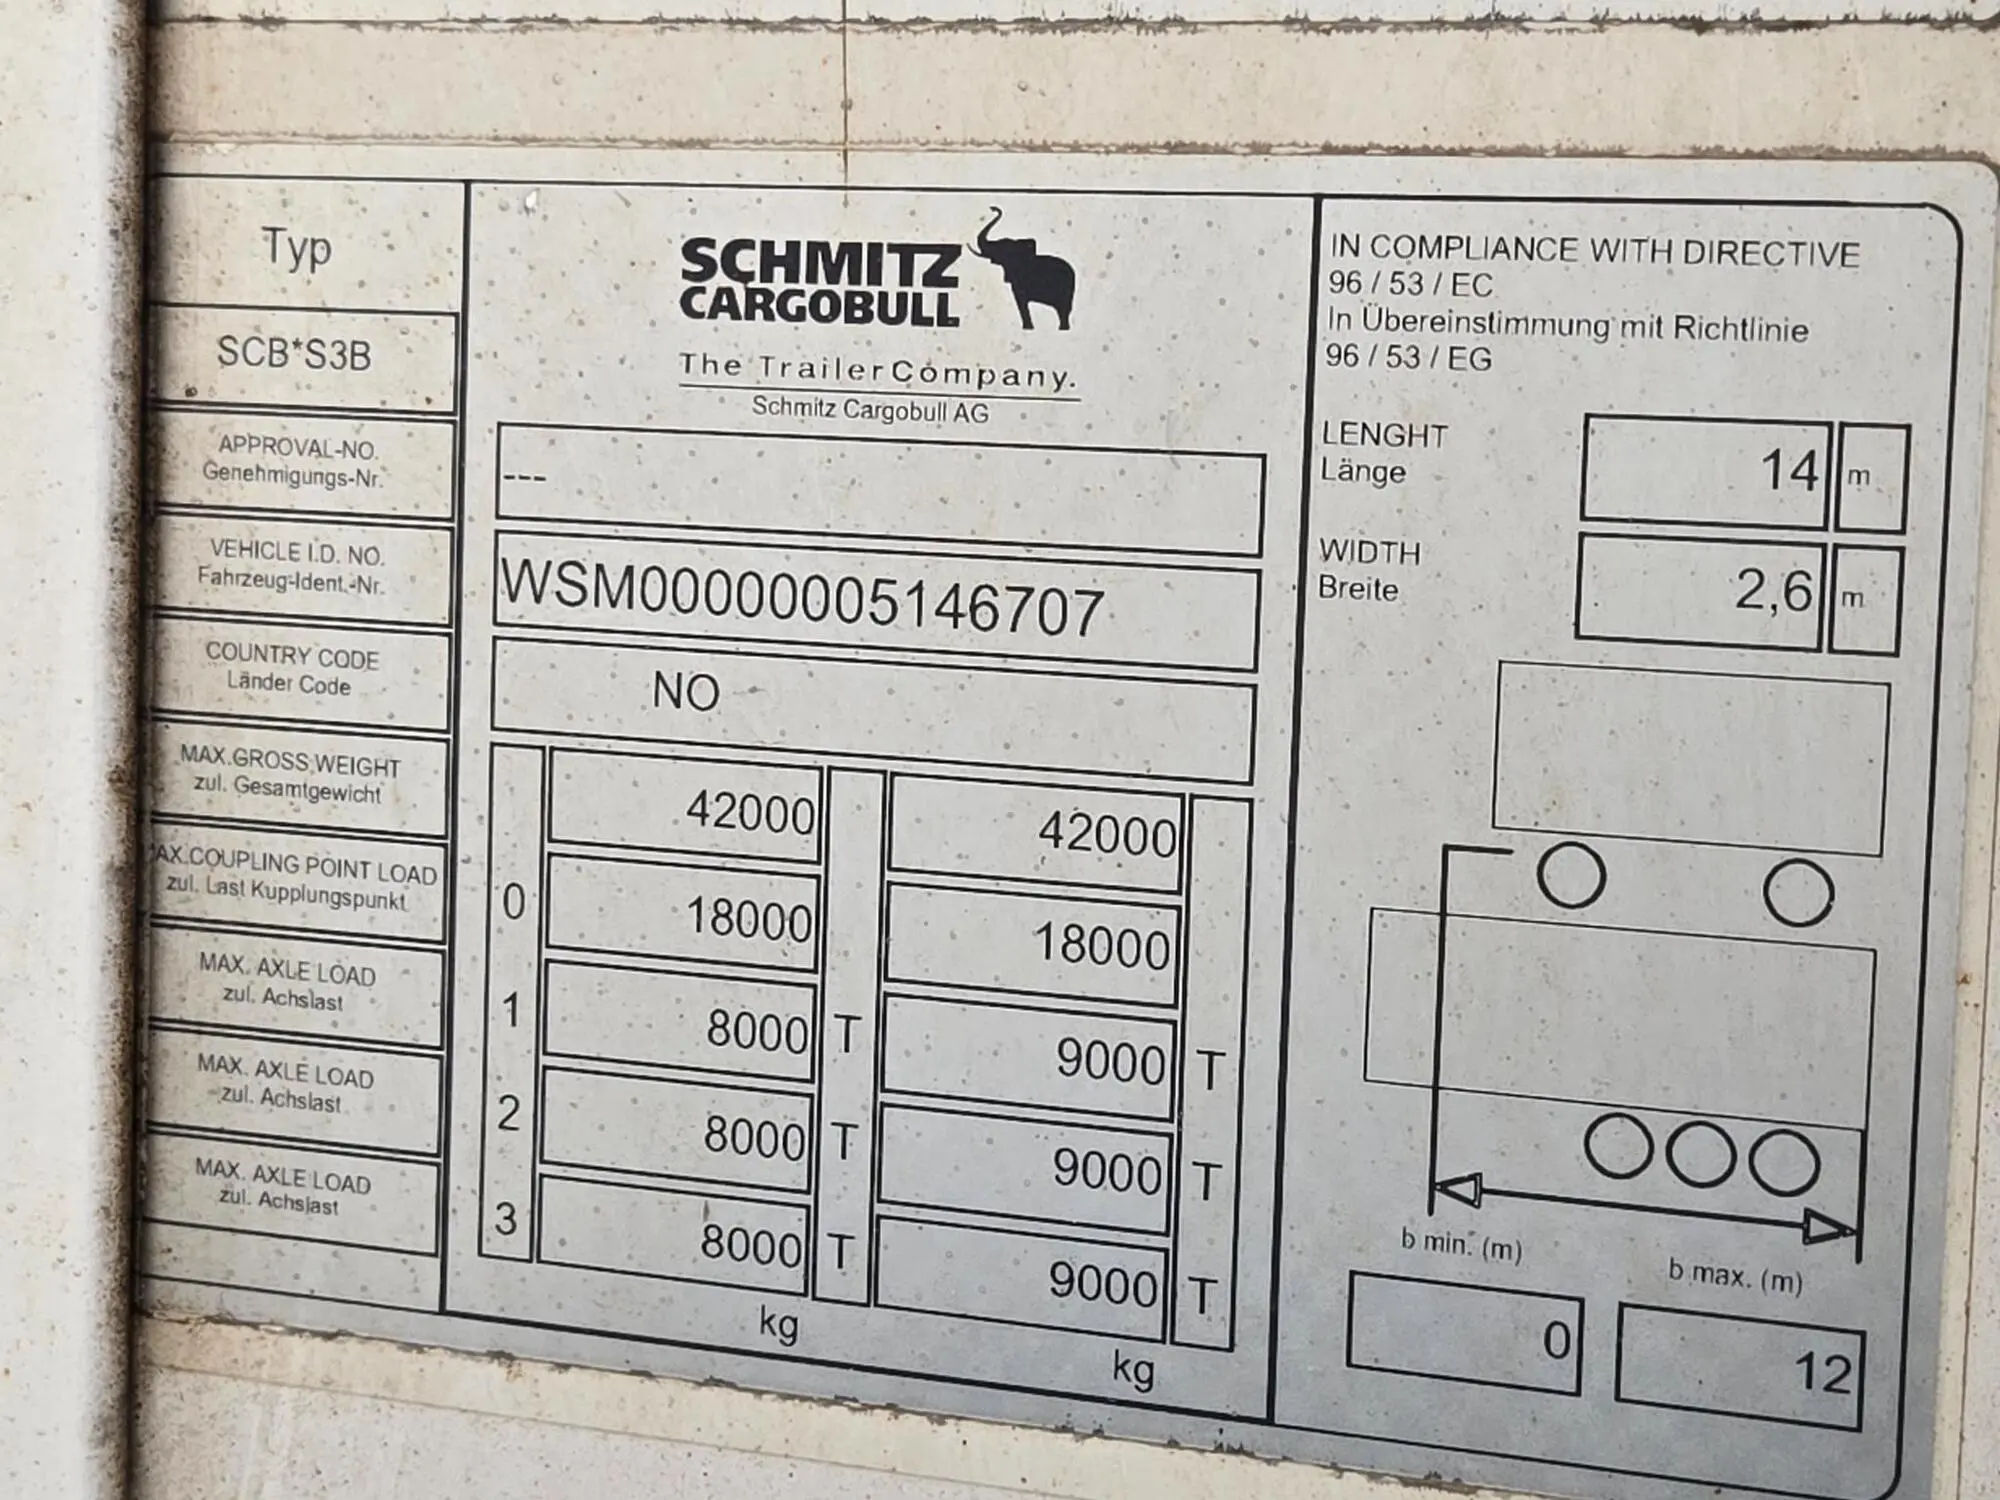 Typ
SCB*S3B
APPROVAL-NO.
Genehmigungs-Nr.
VEHICLE I.D. NO.
Fahrzeug-Ident.-Nr.
COUNTRY CODE
Länder Code
MAX.GROSS WEIGHT
zul. Gesamtgewicht
AX.COUPLING POINT LOAD
zul. Last Kupplungspunkt
MAX. AXLE LOAD
zul. Achslast
MAX. AXLE LOAD
zul. Achslast
MAX. AXLE LOAD
zul. Achslast
SCHMITZ
CARGOBULL
The TrailerCompany.
Schmitz Cargobull AG
---
WSM00000005146707
NO
42000 42000
0 18000 18000
1 8000 T 9000 T
2 8000 T 9000 T
3 8000 T 9000 T
kg kg
IN COMPLIANCE WITH DIRECTIVE
96 / 53 / EC
In Übereinstimmung mit Richtlinie
96 / 53 / EG
LENGHT
Länge
14 m
WIDTH
Breite
2,6 m
b min. (m) b max. (m)
0 12